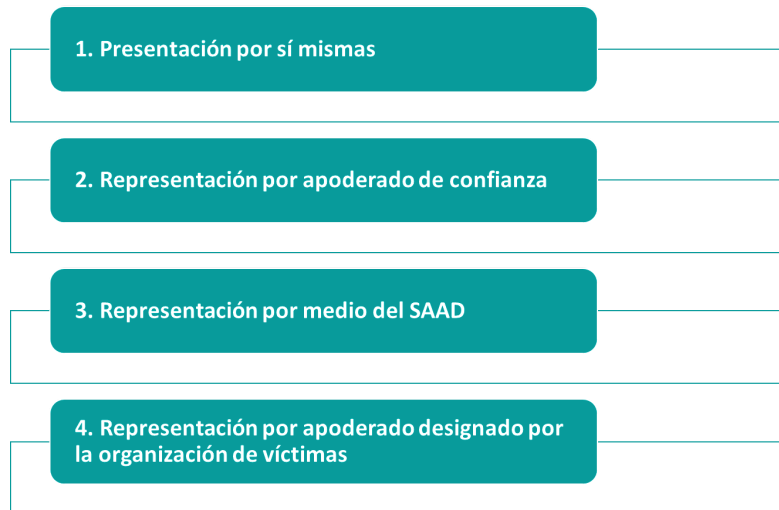 1. Presentación por sí mismas
2. Representación por apoderado de confianza
3. Representación por medio del SAAD
4. Representación por apoderado designado por
la organización de víctimas